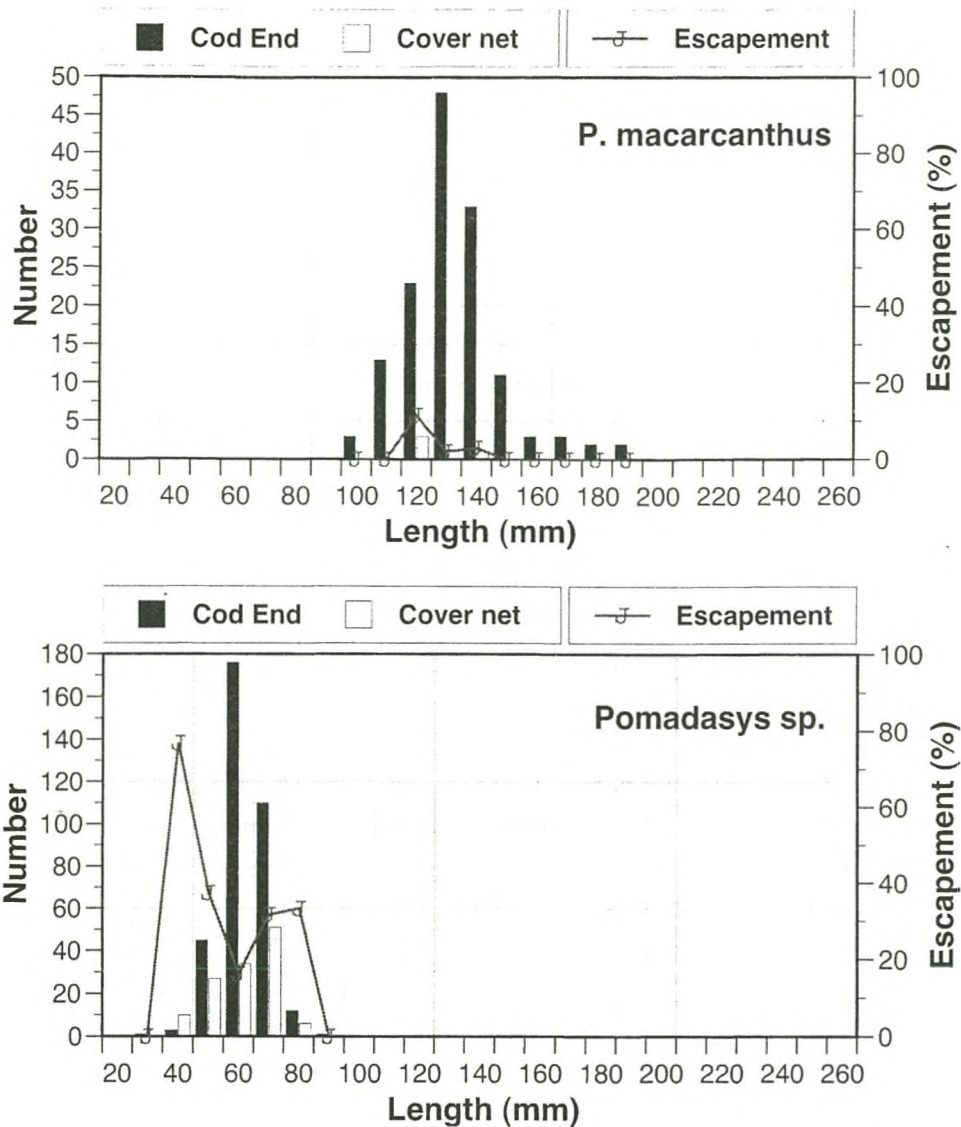 Cod End Cover net Escapement
P. macarcanthus
Number
50
45
40
35
30
25
20
15
10
5
0
100
80
60
40
20
0
Escapement (%)
20 40 60 80 100 120 140 160 180 200 220 240 260
Length (mm)
Cod End Cover net Escapement
Pomadasys sp.
Number
180
160
140
120
100
80
60
40
20
0
100
80
60
40
20
0
Escapement (%)
20 40 60 80 100 120 140 160 180 200 220 240 260
Length (mm)